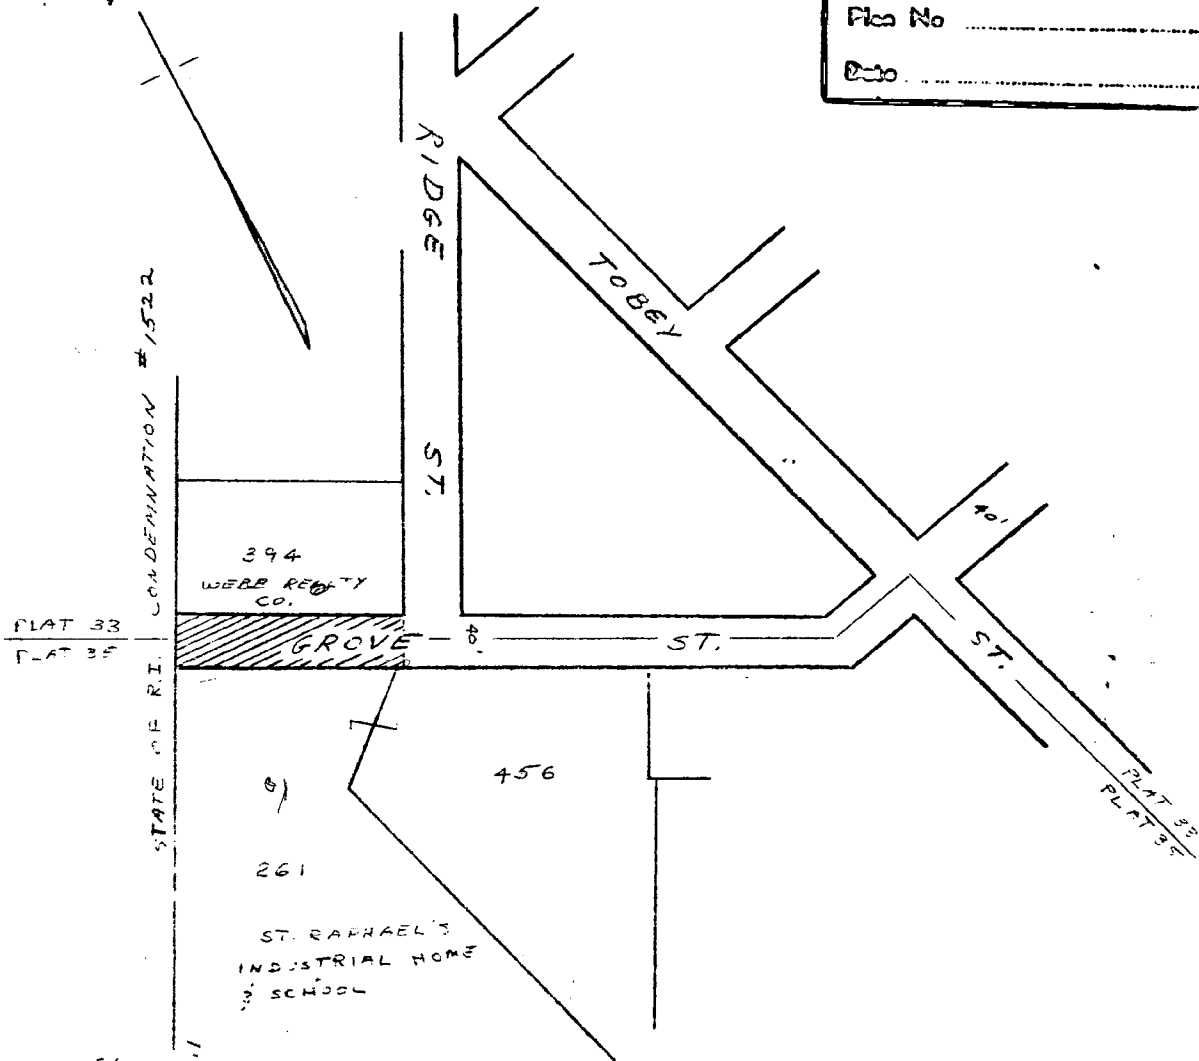 Plan No
Date
RIDGE ST.
TOBEY ST.
CONDEMNATION #1522
STATE OF R.I.
394
WEBB REALTY
CO.
40'
PLAT 33
PLAT 35
GROVE ST.
40'
456
261
ST. RAPHAEL'S
INDUSTRIAL HOME
& SCHOOL
PLAT 33
PLAT 35